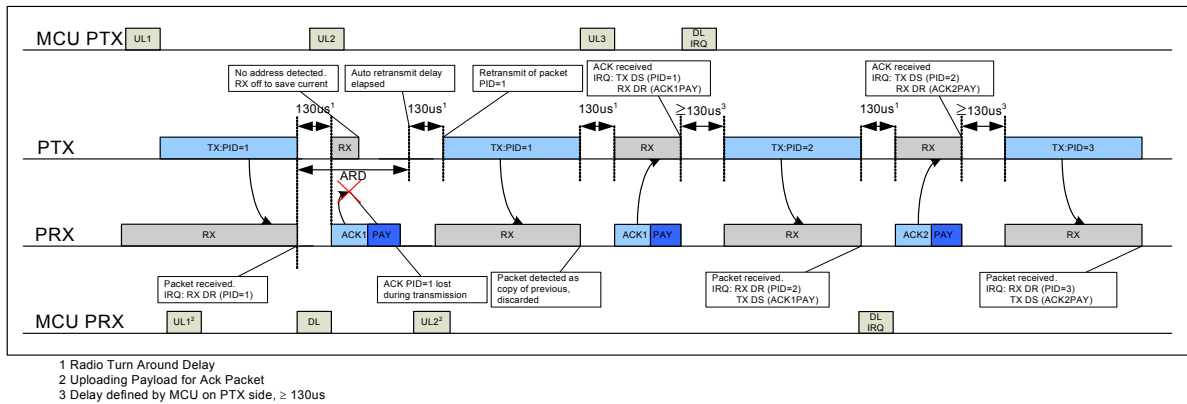 MCU PTX
UL1
UL2
UL3
DL
IRQ
No address detected.
RX off to save current
Auto retransmit delay
elapsed
Retransmit of packet
PID=1
ACK received
IRQ: TX DS (PID=1)
RX DR (ACK1PAY)
ACK received
IRQ: TX DS (PID=2)
RX DR (ACK2PAY)
130us¹
130us¹
130us¹
≥130us³
130us¹
≥130us³
PTX
TX:PID=1
RX
TX:PID=1
RX
TX:PID=2
RX
TX:PID=3
ARD
PRX
RX
ACK1
PAY
RX
ACK1
PAY
RX
ACK2
PAY
RX
Packet received.
IRQ: RX DR (PID=1)
ACK PID=1 lost
during transmission
Packet detected as
copy of previous,
discarded
Packet received.
IRQ: RX DR (PID=2)
TX DS (ACK1PAY)
Packet received.
IRQ: RX DR (PID=3)
TX DS (ACK2PAY)
MCU PRX
UL1²
DL
UL2²
DL
IRQ
1 Radio Turn Around Delay
2 Uploading Payload for Ack Packet
3 Delay defined by MCU on PTX side, ≥ 130us